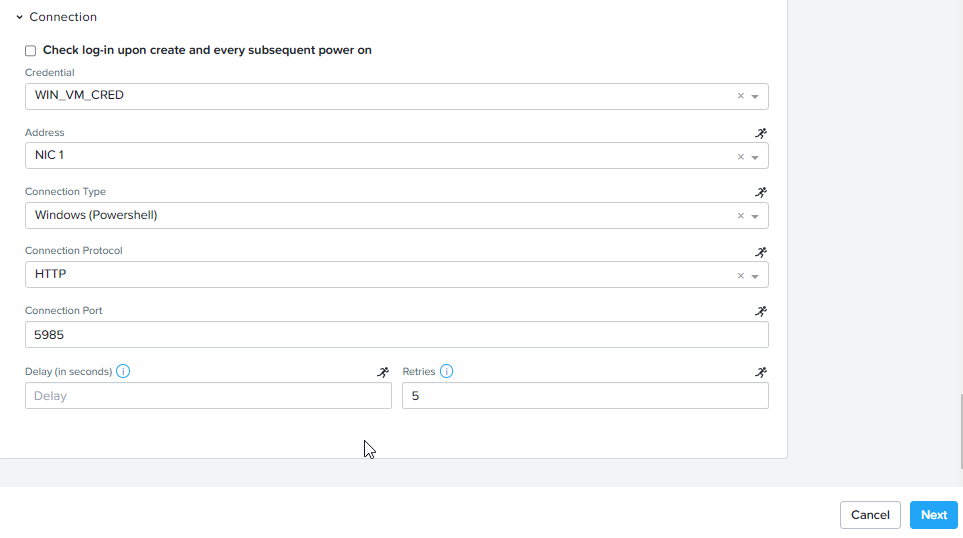 Connection
Check log-in upon create and every subsequent power on
Credential
WIN_VM_CRED
Address
NIC 1
Connection Type
Windows (Powershell)
Connection Protocol
HTTP
Connection Port
5985
Delay (in seconds) Retries
Delay 5
Cancel Next